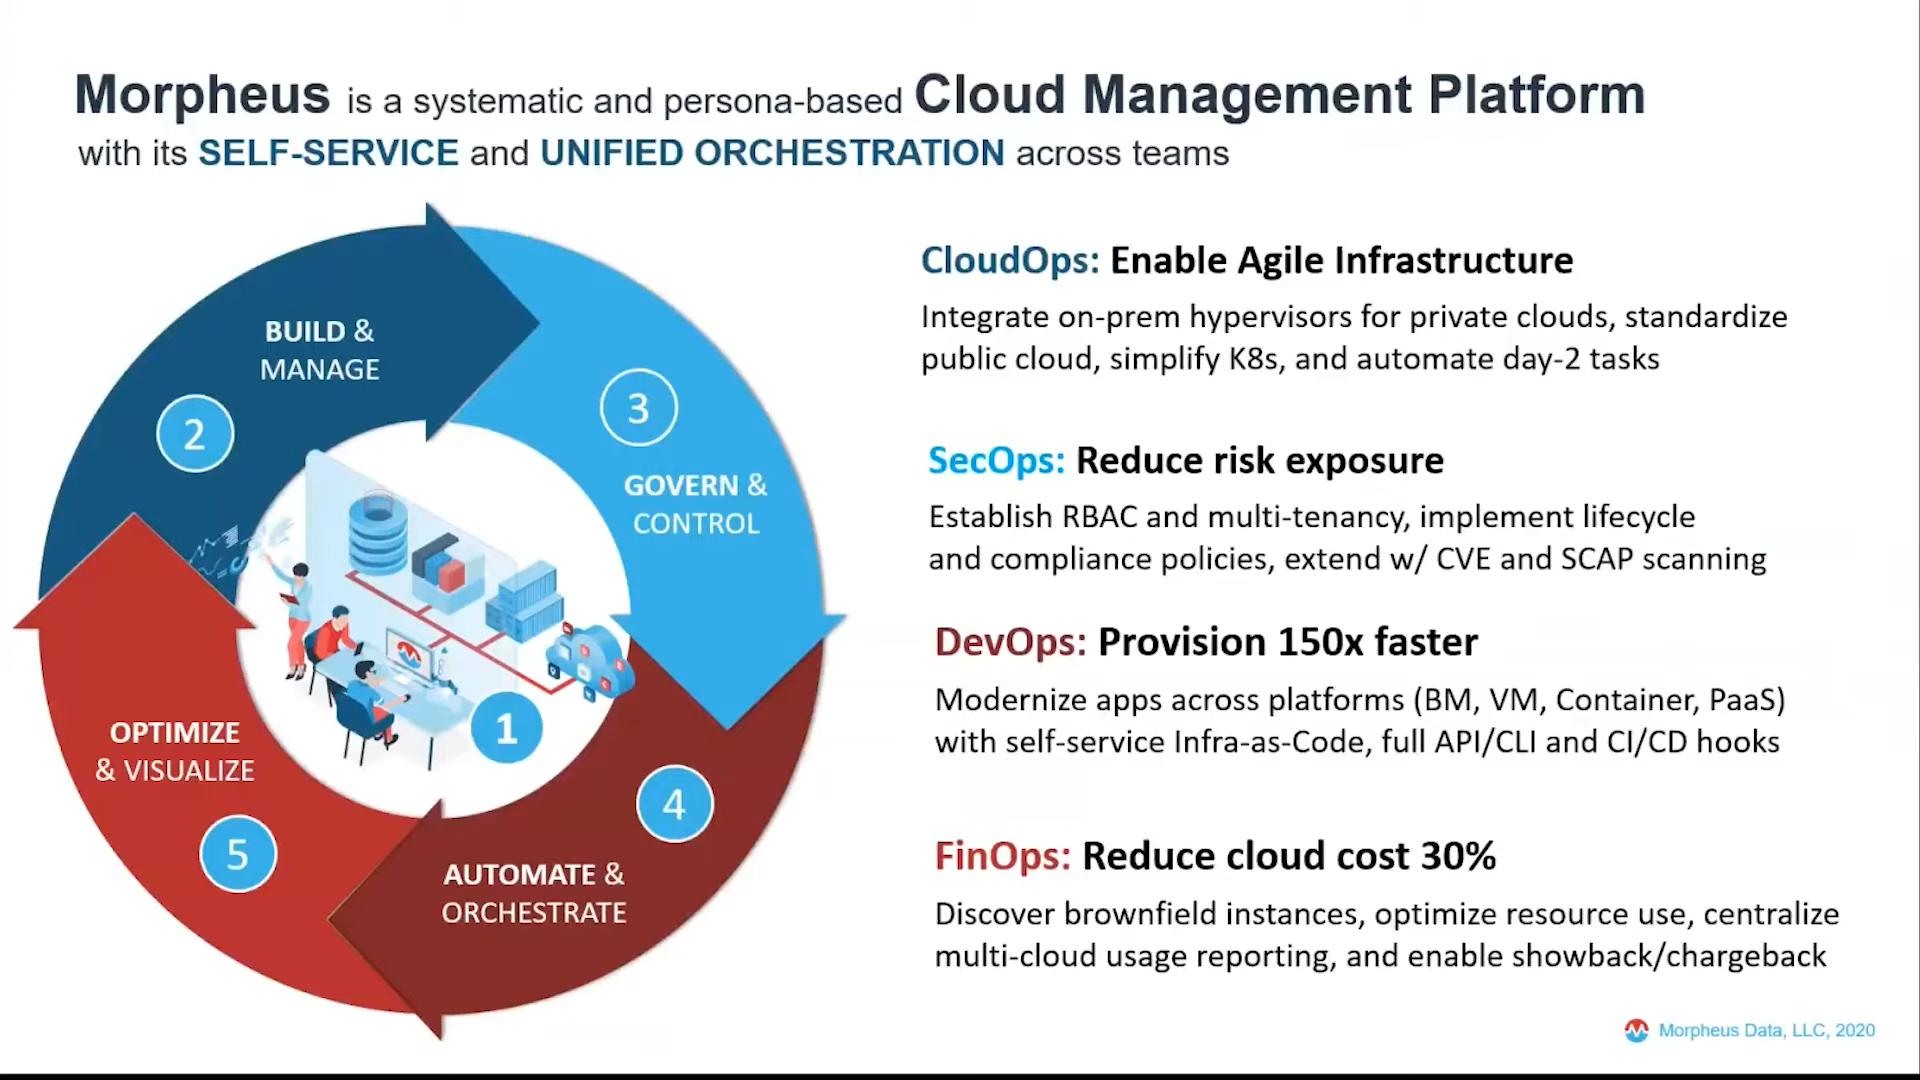 Morpheus is a systematic and persona-based Cloud Management Platform
with its SELF-SERVICE and UNIFIED ORCHESTRATION across teams
BUILD &
MANAGE
2
3
GOVERN &
CONTROL
1
OPTIMIZE
& VISUALIZE
5
4
AUTOMATE &
ORCHESTRATE
CloudOps: Enable Agile Infrastructure
Integrate on-prem hypervisors for private clouds, standardize
public cloud, simplify K8s, and automate day-2 tasks
SecOps: Reduce risk exposure
Establish RBAC and multi-tenancy, implement lifecycle
and compliance policies, extend w/ CVE and SCAP scanning
DevOps: Provision 150x faster
Modernize apps across platforms (BM, VM, Container, PaaS)
with self-service Infra-as-Code, full API/CLI and CI/CD hooks
FinOps: Reduce cloud cost 30%
Discover brownfield instances, optimize resource use, centralize
multi-cloud usage reporting, and enable showback/chargeback
Morpheus Data, LLC, 2020